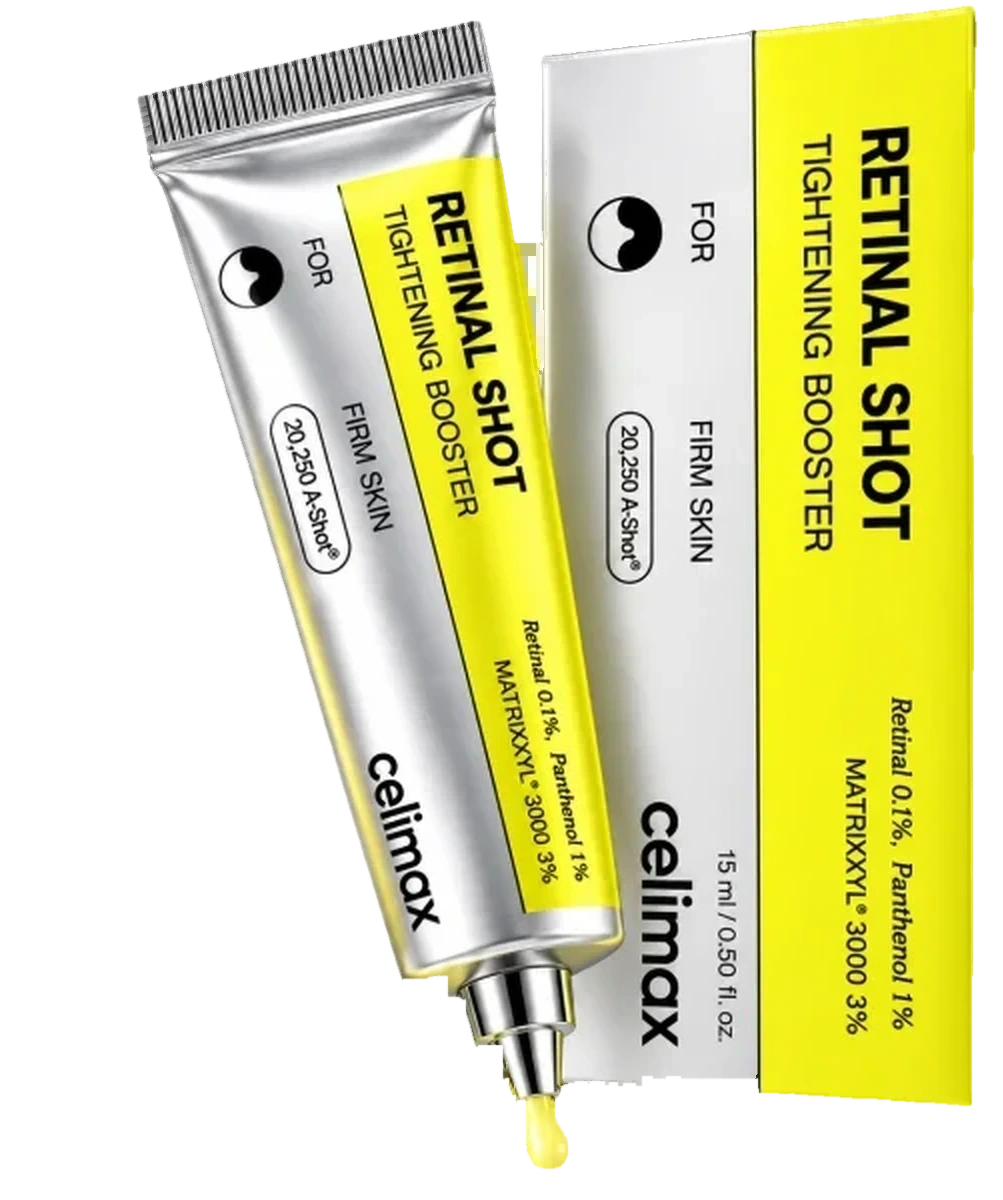 RETINAL SHOT
TIGHTENING BOOSTER
FOR
FIRM SKIN
20,250 A-Shot®
Retinal 0.1%, Panthenol 1%
MATRIXXYL® 3000 3%
celimax
RETINAL SHOT
TIGHTENING BOOSTER
FOR
FIRM SKIN
20,250 A-Shot®
Retinal 0.1%, Panthenol 1%
MATRIXXYL® 3000 3%
15 ml / 0.50 fl. oz.
celimax